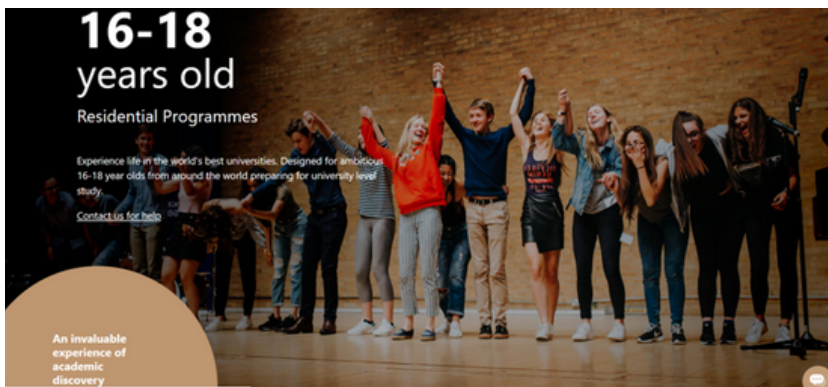 16-18
years old
Residential Programmes
Experience life in the world's best universities. Designed for ambitious
16-18 year olds from around the world preparing for university level
study.
Contact us for help
An invaluable
experience of
academic
discovery